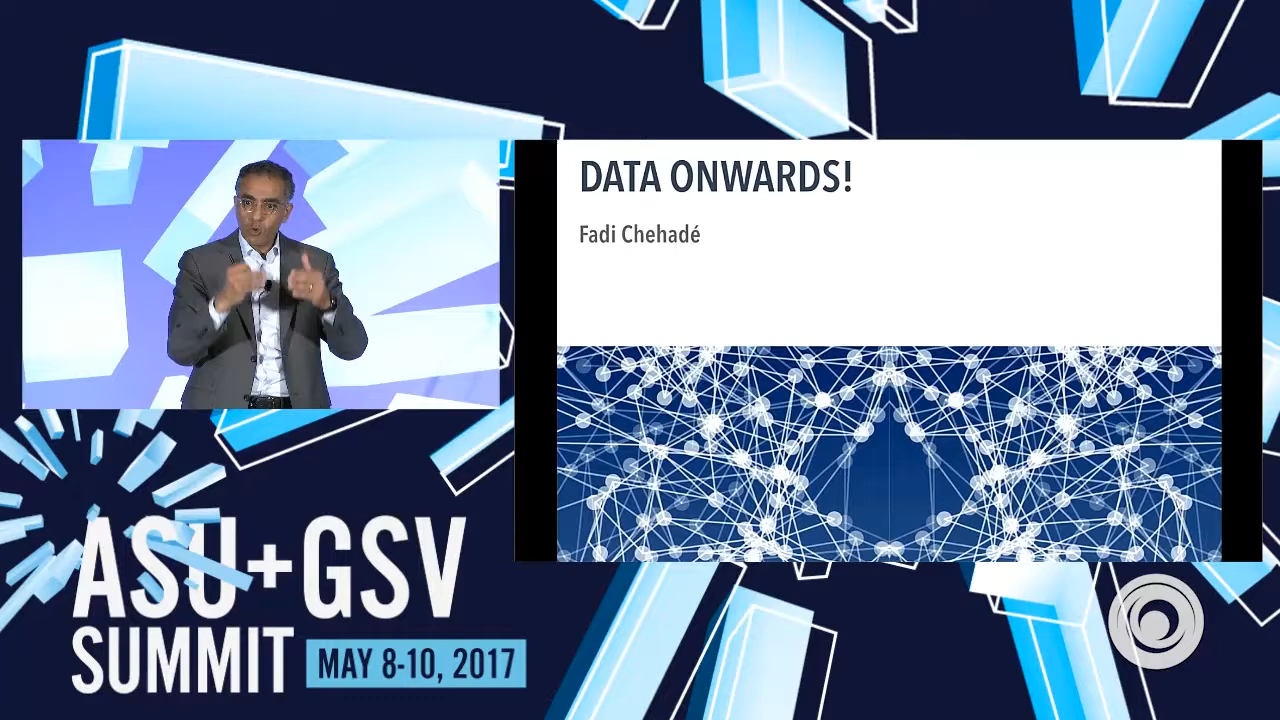 DATA ONWARDS!
Fadi Chehadé
ASU+GSV
SUMMIT
MAY 8-10, 2017